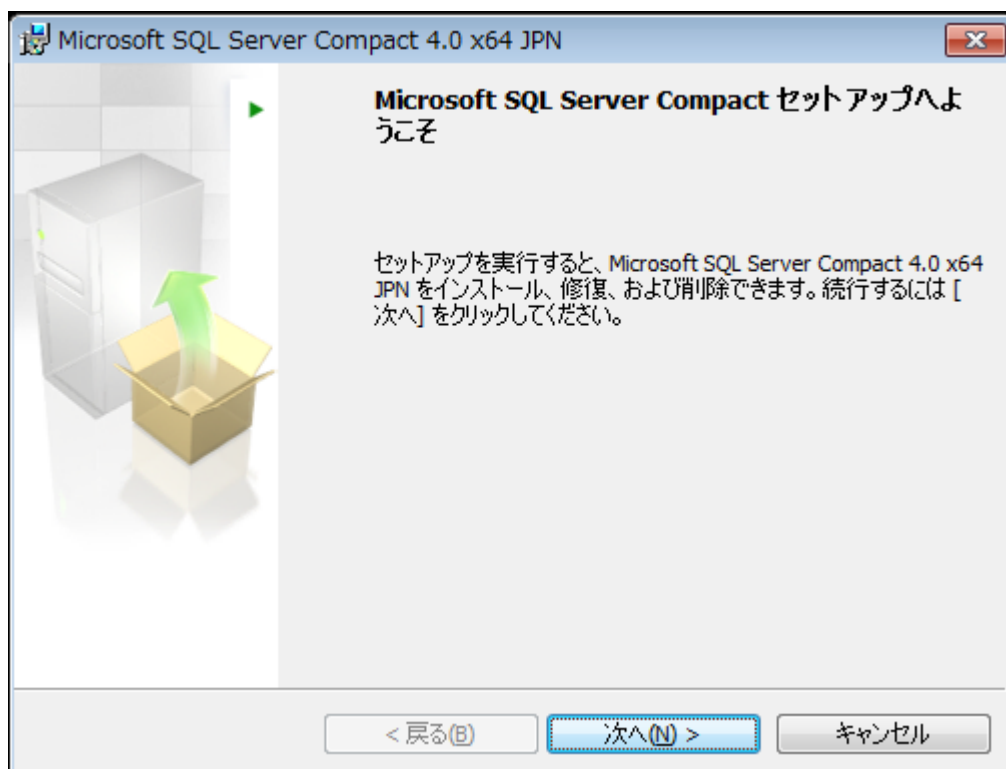 Microsoft SQL Server Compact 4.0 x64 JPN
Microsoft SQL Server Compact セットアップへよ
うこそ
セットアップを実行すると、Microsoft SQL Server Compact 4.0 x64
JPN をインストール、修復、および削除できます。続行するには [
次へ] をクリックしてください。
< 戻る(B)
次へ(N) >
キャンセル